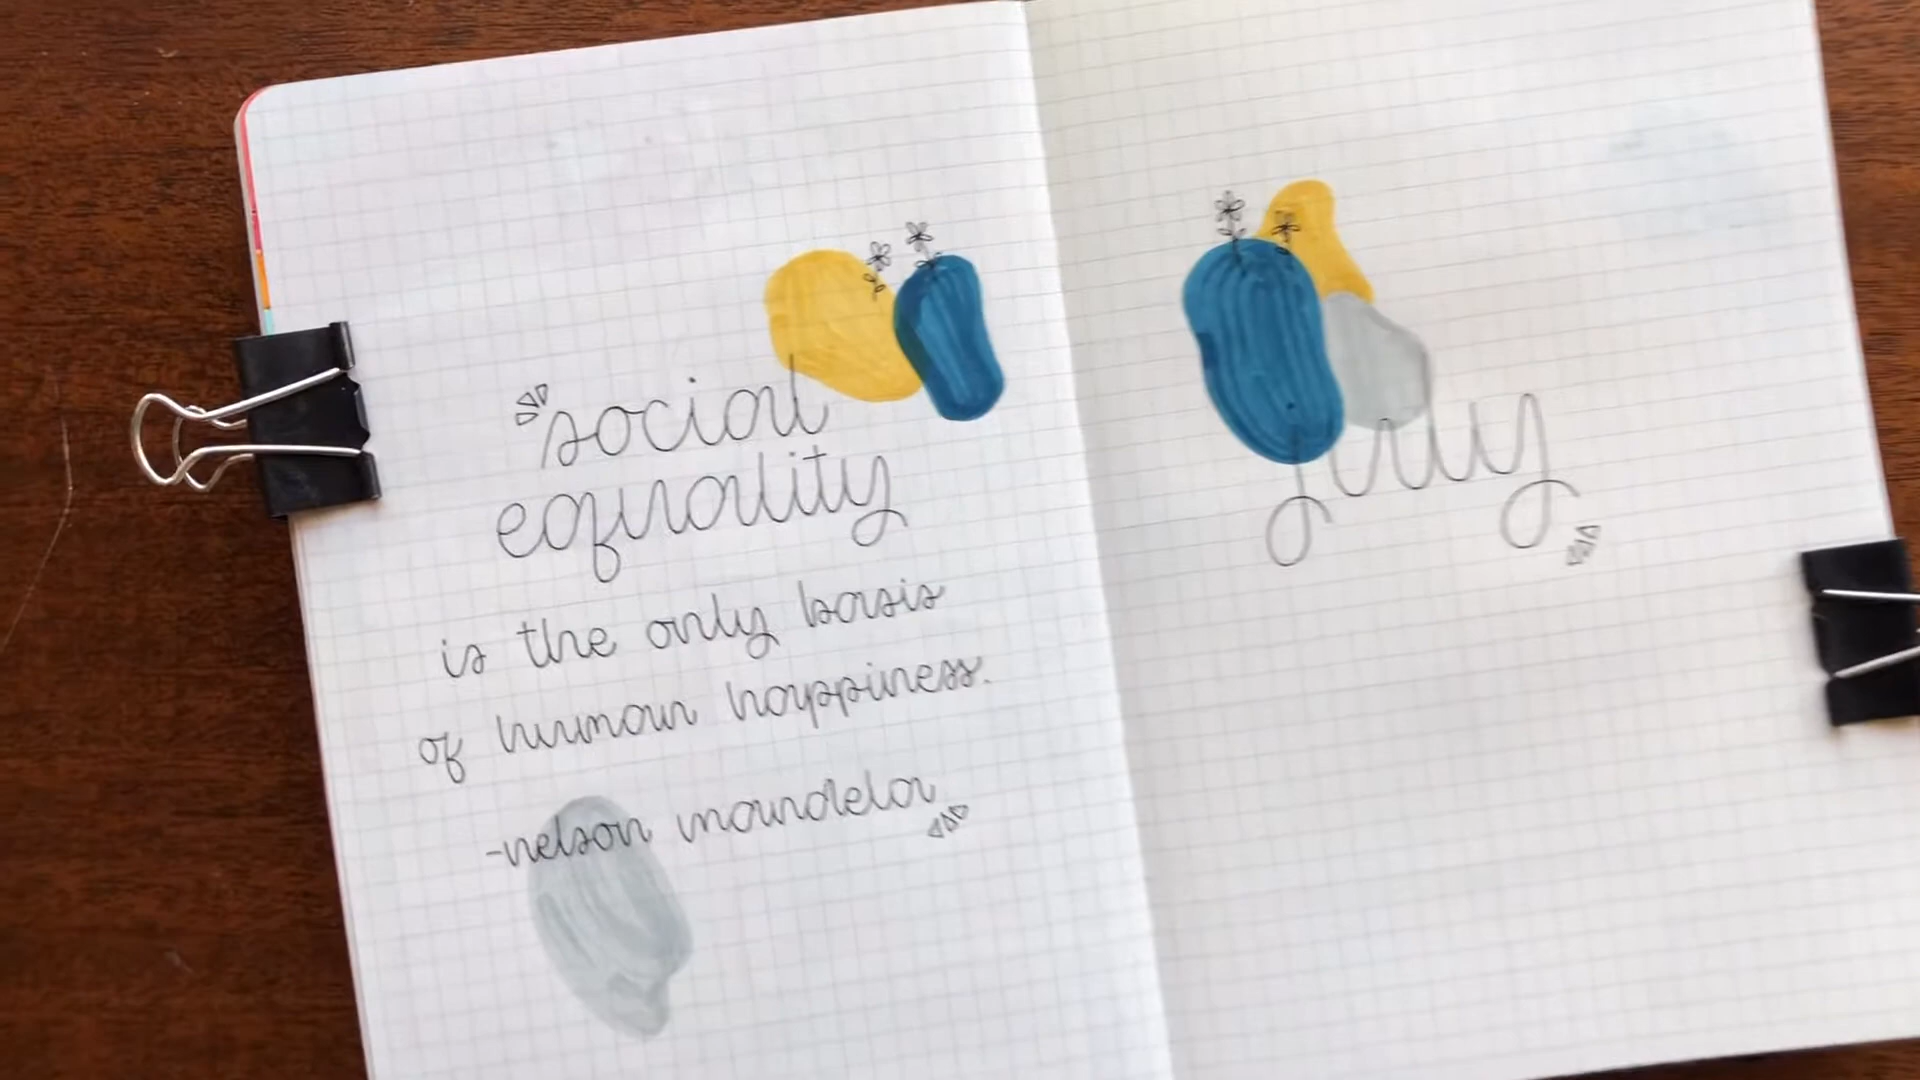 social
equality
is the only basis
of human happiness.
-nelson mandela
july